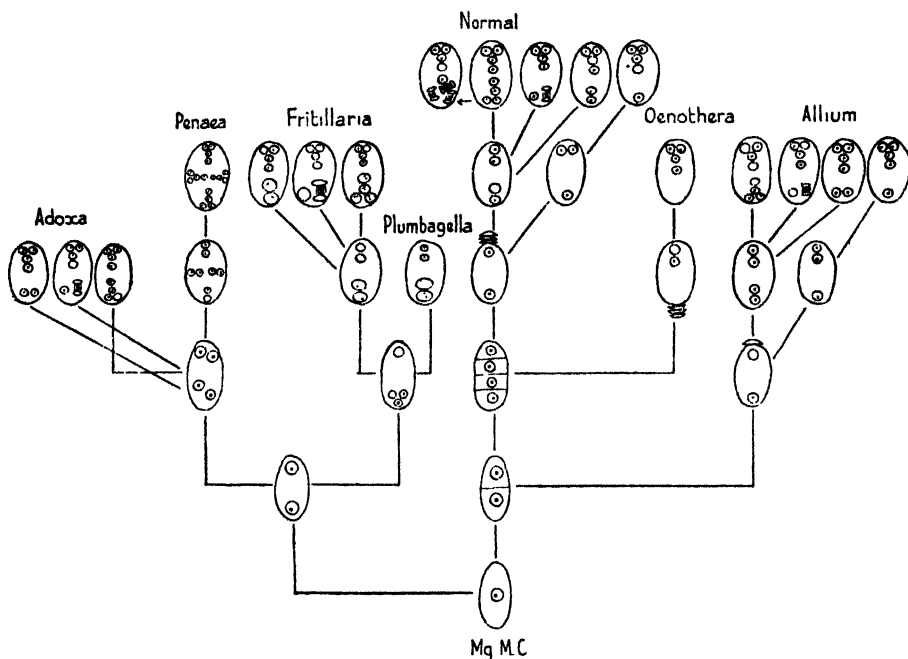 Normal
Penaea
Fritillaria
Oenothera
Allium
Adoxa
Plumbagella
Mg M.C